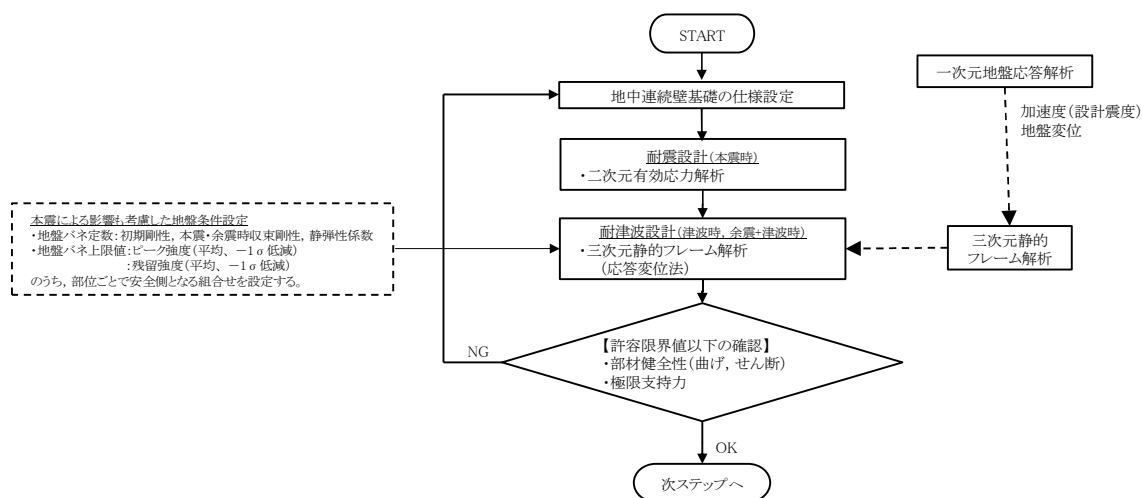 START
一次元地盤応答解析
地中連続壁基礎の仕様設定
加速度(設計震度)
地盤変位
耐震設計(本震時)
・二次元有効応力解析
本震による影響も考慮した地盤条件設定
・地盤バネ定数:初期剛性, 本震・余震時収束剛性, 静弾性係数
・地盤バネ上限値:ピーク強度(平均、-1σ低減)
:残留強度(平均、-1σ低減)
のうち, 部位ごとで安全側となる組合せを設定する。
耐津波設計(津波時, 余震+津波時)
・三次元静的フレーム解析
(応答変位法)
三次元静的
フレーム解析
【許容限界値以下の確認】
・部材健全性(曲げ, せん断)
・極限支持力
NG
OK
次ステップへ